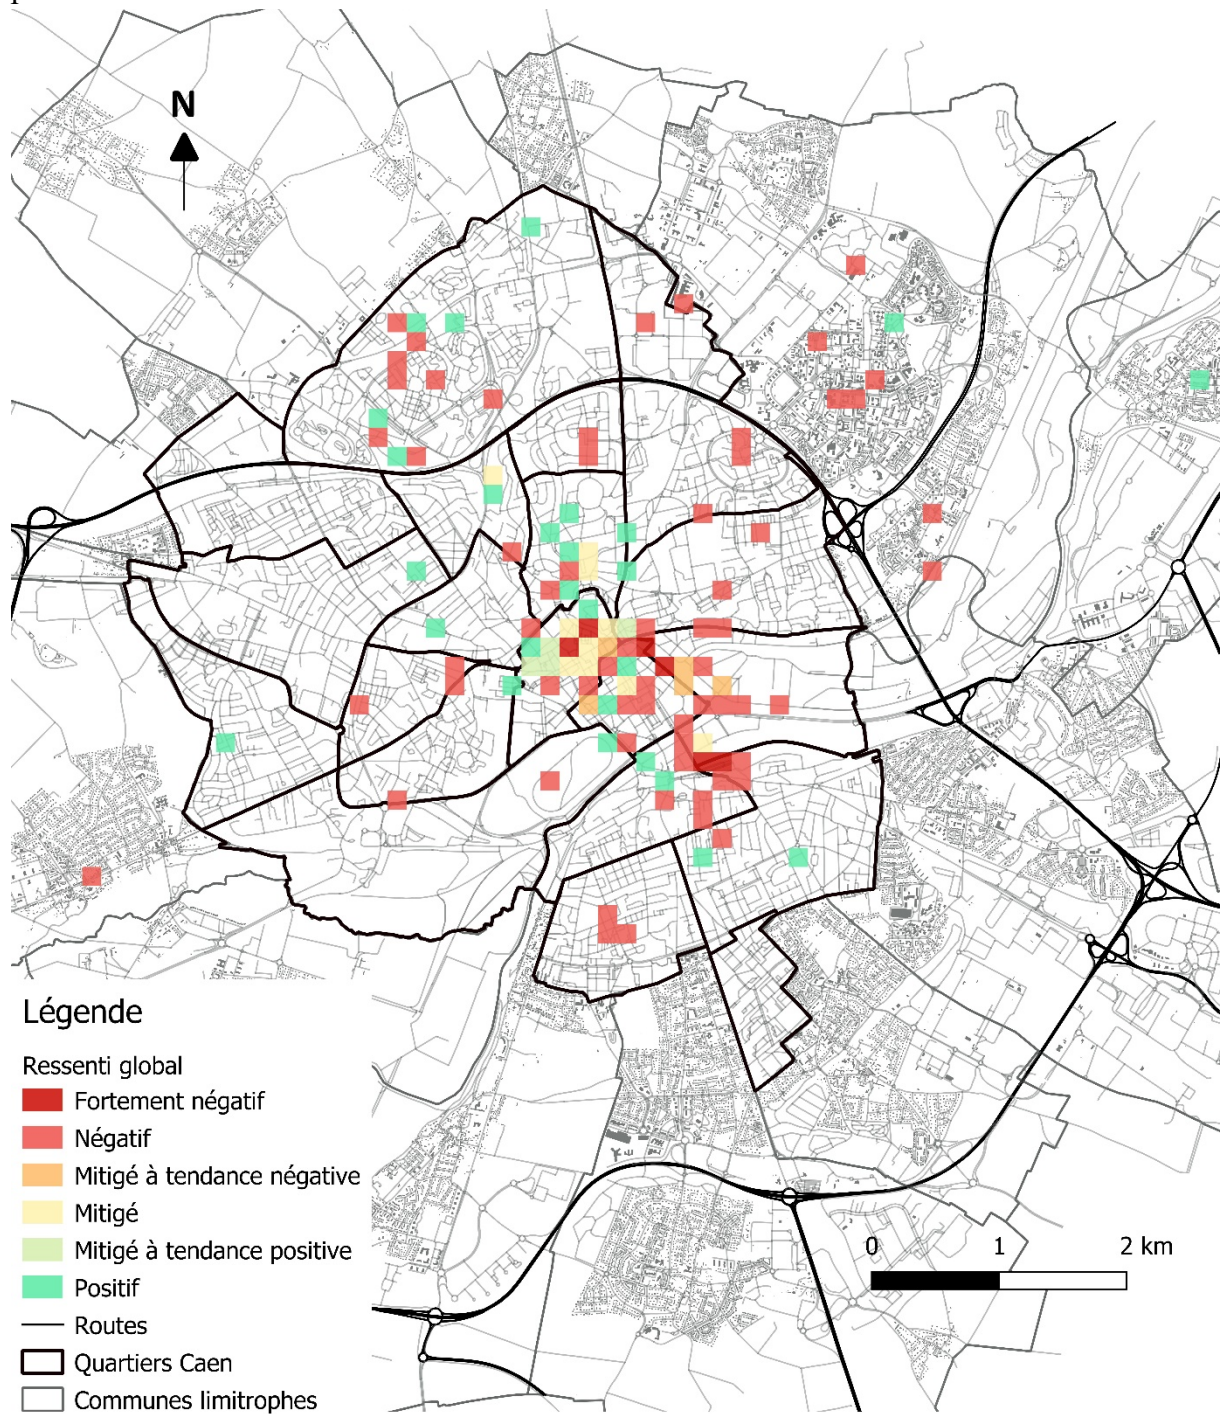 N
Légende
Ressenti global
Fortement négatif
Négatif
Mitigé à tendance négative
Mitigé
Mitigé à tendance positive
Positif
Routes
Quartiers Caen
Communes limitrophes
0 1 2 km